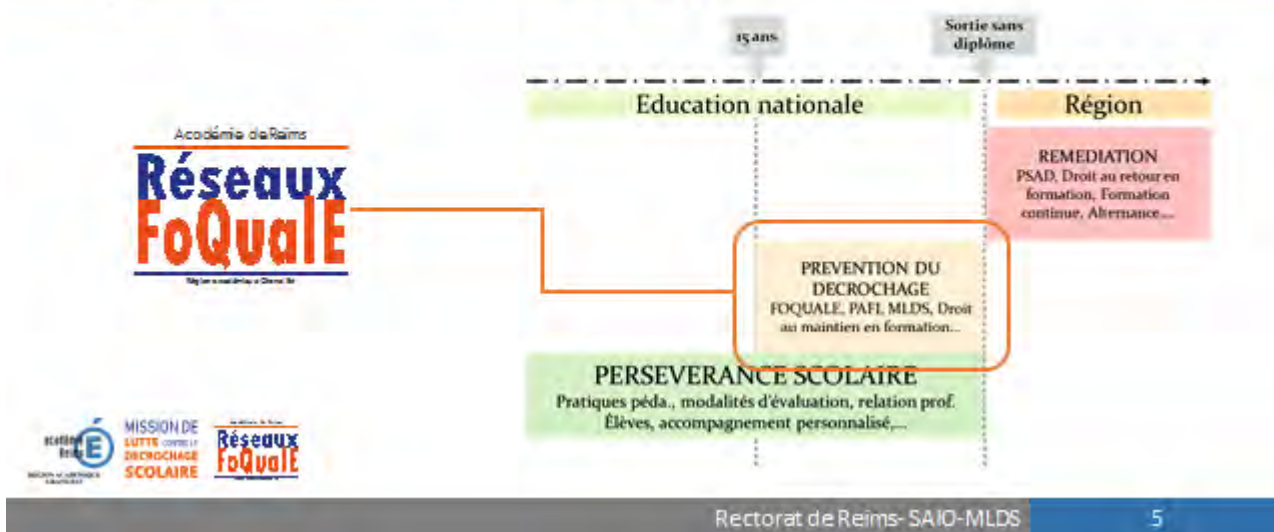 15 ans
Sortie sans
diplôme
Education nationale
Région
Académie de Reims
Réseaux
FoQualE
REMEDIATION
PSAD, Droit au retour en
formation, Formation
continue, Alternance....
PREVENTION DU
DECROCHAGE
FOQUALE, PAFI, MLDS, Droit
au maintien en formation...
PERSEVERANCE SCOLAIRE
Pratiques péda., modalités d'évaluation, relation prof.
Élèves, accompagnement personnalisé,...
académie
Reims
MISSION DE
LUTTE CONTRE LE
DECROCHAGE
SCOLAIRE
Réseaux
FoQualE
Rectorat de Reims- SAIO-MLDS
5